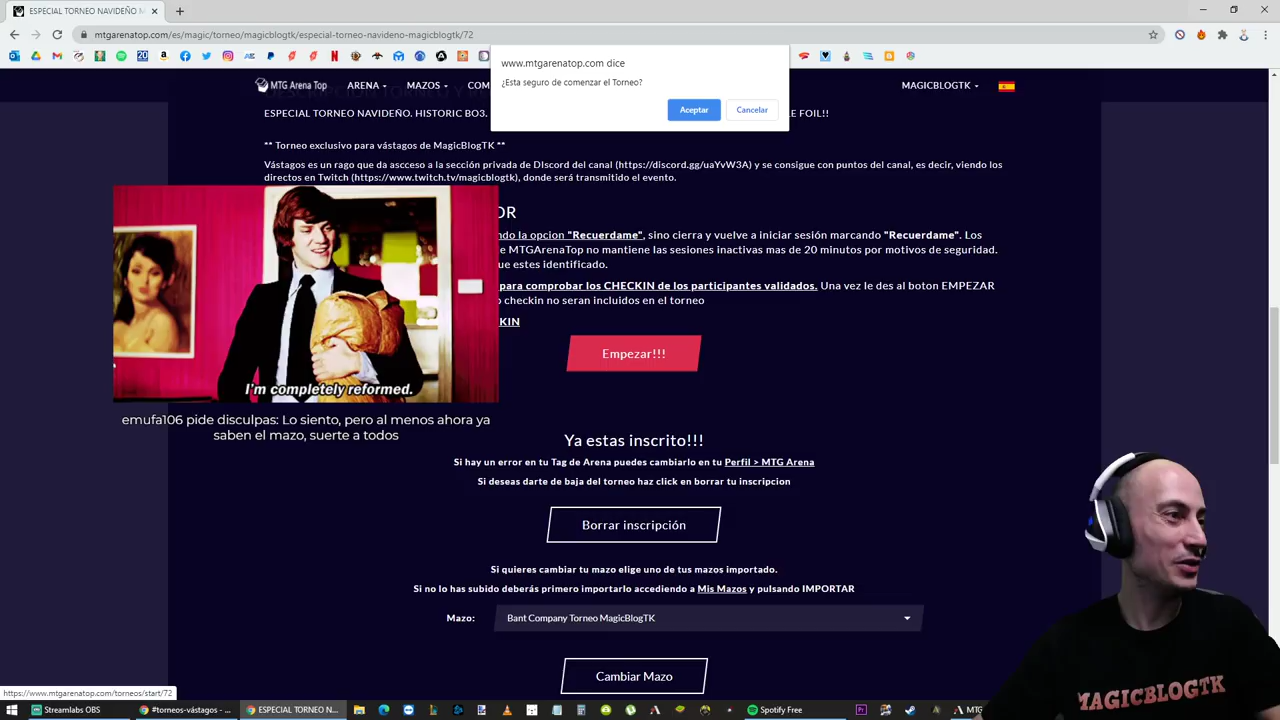 ESPECIAL TORNEO NAVIDEÑO M
mtgarenatop.com/es/magic/torneo/magicblogtk/especial-torneo-navideno-magicblogtk/72
www.mtgarenatop.com dice
¿Esta seguro de comenzar el Torneo?
Aceptar
Cancelar
MTG Arena Top
ARENA
MAZOS
COM
MAGICBLOGTK
ESPECIAL TORNEO NAVIDEÑO. HISTORIC BO3.
LE FOIL!!
** Torneo exclusivo para vástagos de MagicBlogTK **
Vástagos es un rago que da ascceso a la sección privada de DIscord del canal (https://discord.gg/uaYvW3A) y se consigue con puntos del canal, es decir, viendo los
directos en Twitch (https://www.twitch.tv/magicblogtk), donde será transmitido el evento.
OR
ndo la opcion "Recuerdame", sino cierra y vuelve a iniciar sesión marcando "Recuerdame". Los
e MTGArenaTop no mantiene las sesiones inactivas mas de 20 minutos por motivos de seguridad.
que estes identificado.
para comprobar los CHECKIN de los participantes validados. Una vez le des al boton EMPEZAR
o checkin no seran incluidos en el torneo
CKIN
Empezar!!!
I'm completely reformed.
emufa106 pide disculpas: Lo siento, pero al menos ahora ya
saben el mazo, suerte a todos
Ya estas inscrito!!!
Si hay un error en tu Tag de Arena puedes cambiarlo en tu Perfil > MTG Arena
Si deseas darte de baja del torneo haz click en borrar tu inscripcion
Borrar inscripción
Si quieres cambiar tu mazo elige uno de tus mazos importado.
Si no lo has subido deberás primero importarlo accediendo a Mis Mazos y pulsando IMPORTAR
Mazo:
Bant Company Torneo MagicBlogTK
Cambiar Mazo
MAGICBLOGTK
https://www.mtgarenatop.com/torneos/start/72
Streamlabs OBS
#torneos-vástagos - ...
ESPECIAL TORNEO N...
Spotify Free